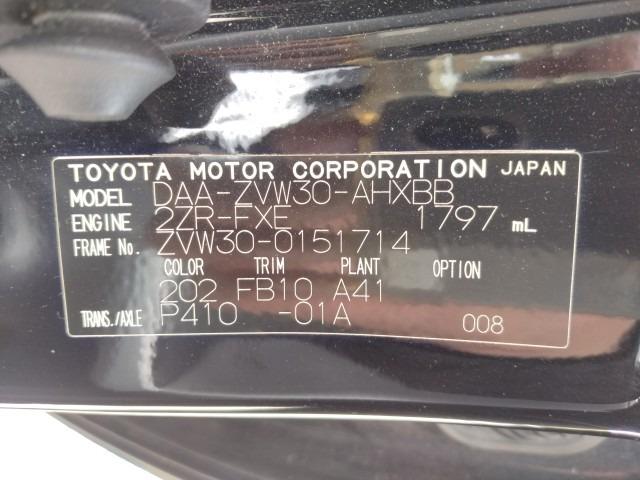 TOYOTA MOTOR CORPORATION JAPAN
MODEL DAA-ZVW30-AHXBB
ENGINE 2ZR-FXE 1797 mL
FRAME No. ZVW30-0151714
COLOR TRIM PLANT OPTION
202 FB10 A41
TRANS./AXLE P410 -01A 008